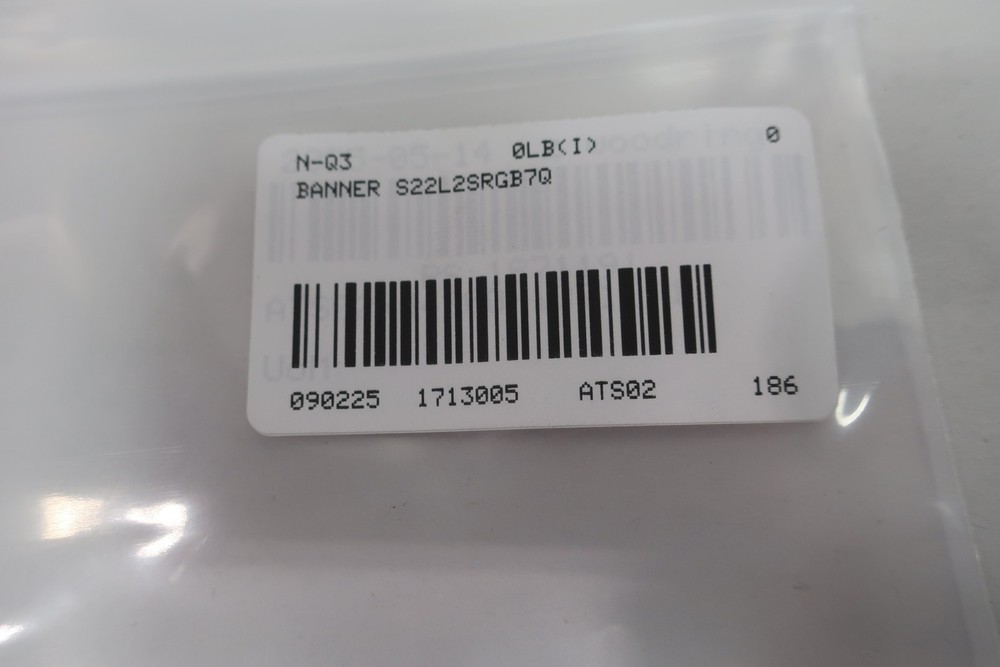 N-Q3 0LB(I) 0
BANNER S22L2SRGB7Q
090225 1713005 ATS02 186